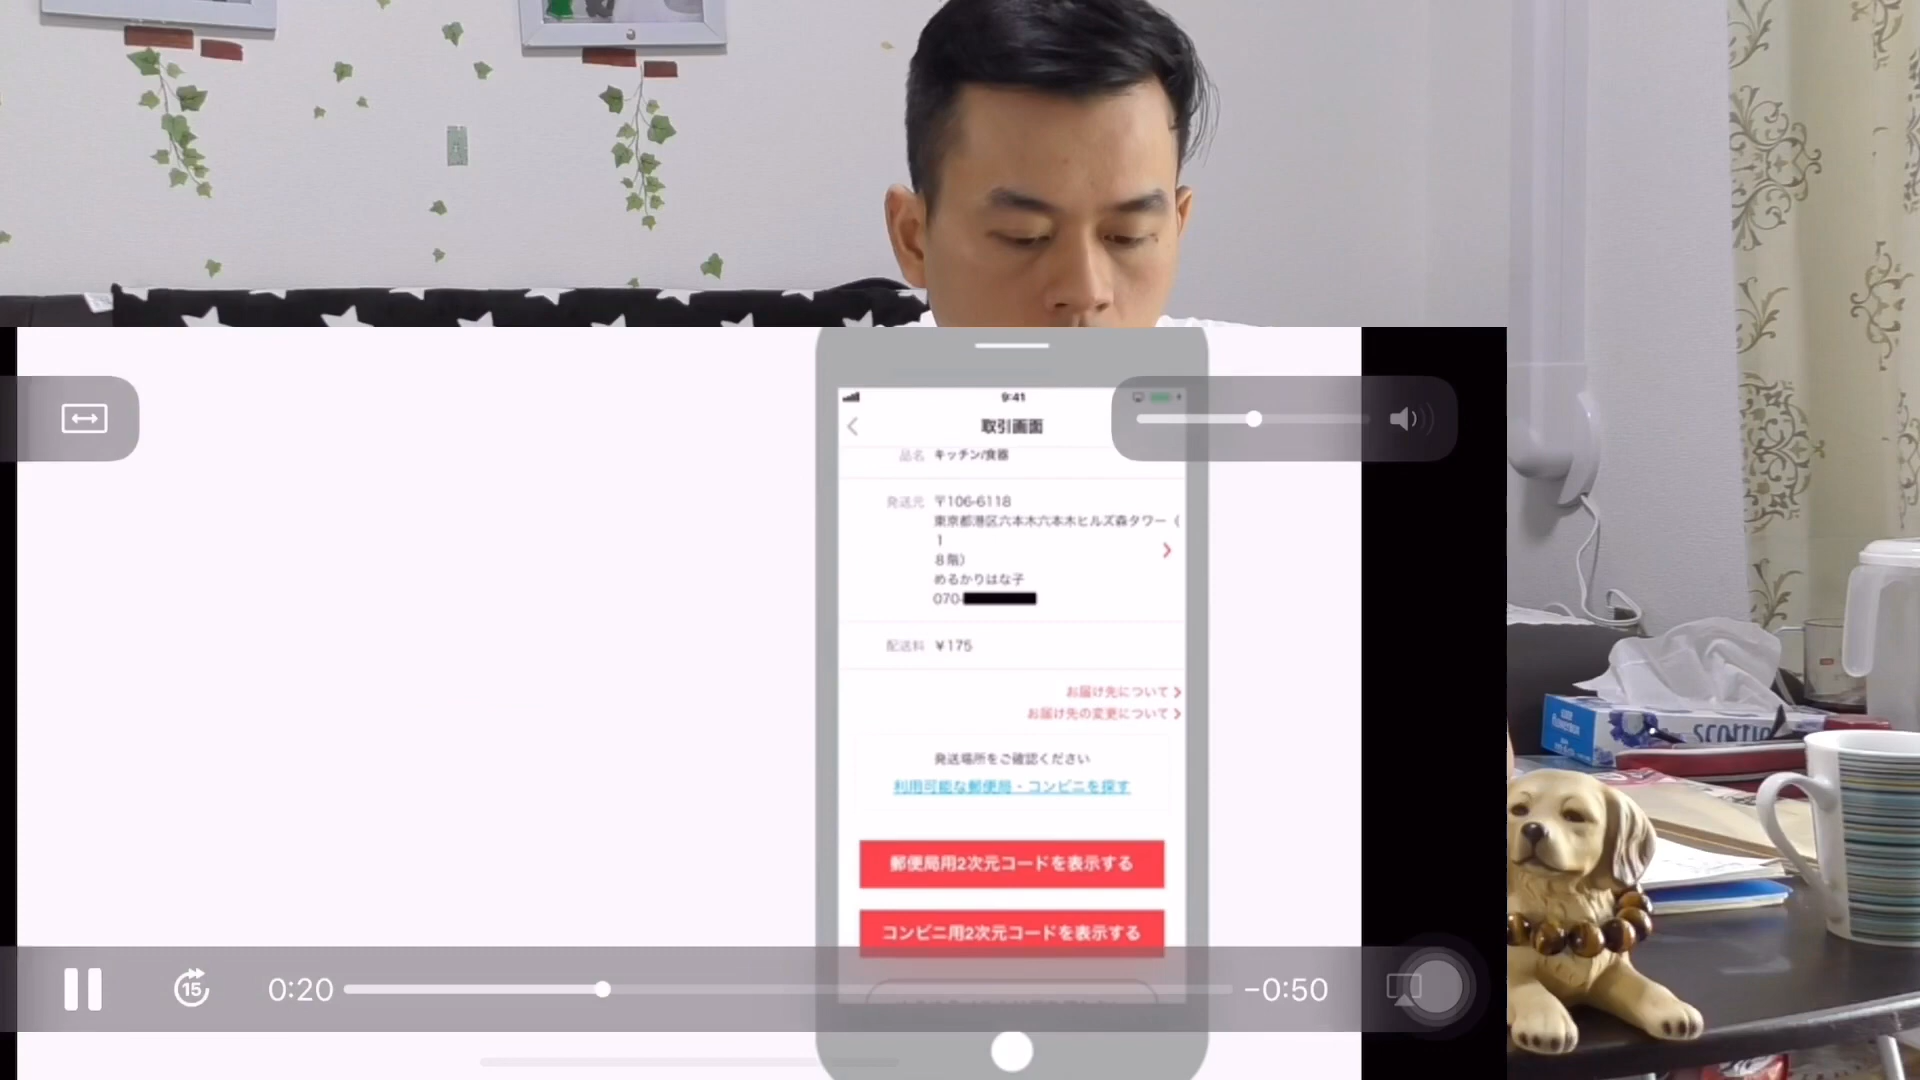 9:41
取引画面
品名 キッチン/食器
発送元 〒106-6118
東京都港区六本木六本木ヒルズ森タワー（
1
8階）
めるかりはな子
070-
配送料 ¥175
お届け先について
お届け先の変更について
発送場所をご確認ください
利用可能な郵便局・コンビニを探す
郵便局用2次元コードを表示する
コンビニ用2次元コードを表示する
15
0:20
−0:50
scottie